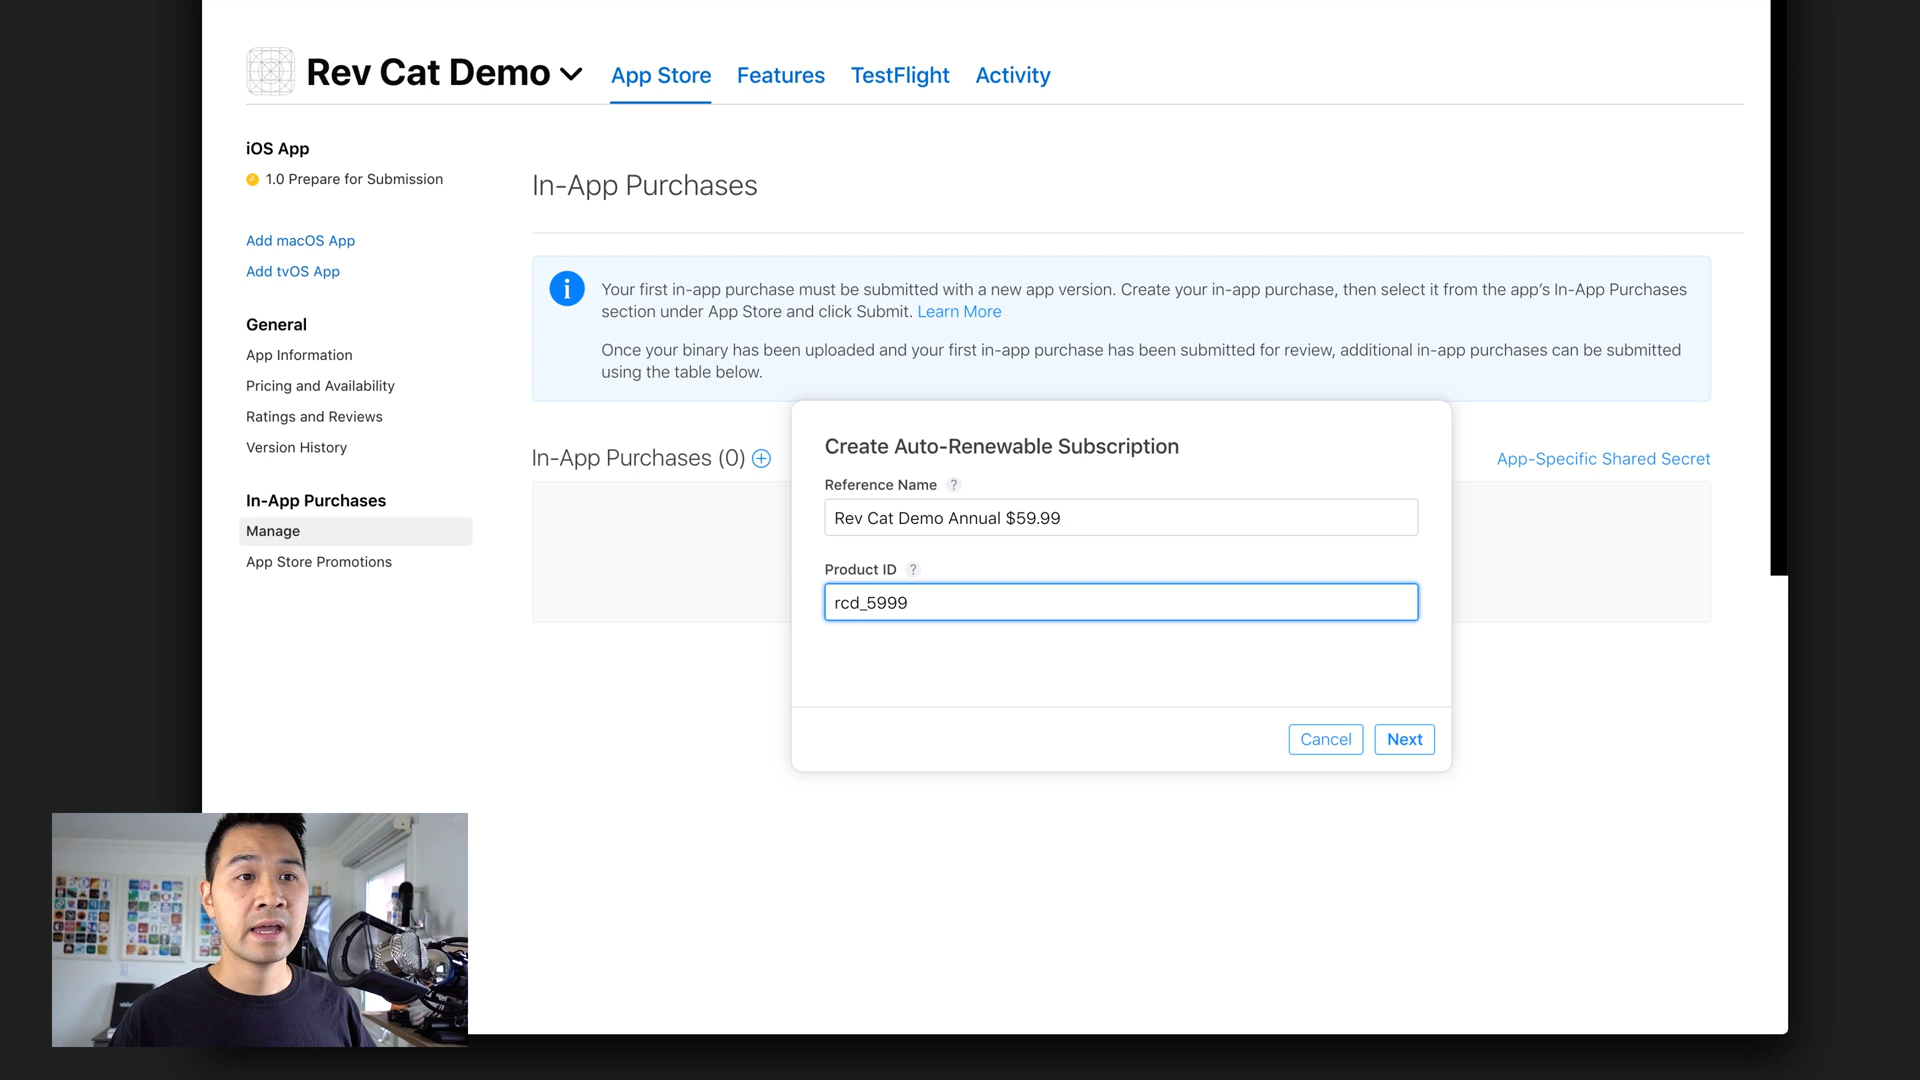 Rev Cat Demo
App Store
Features
TestFlight
Activity
iOS App
1.0 Prepare for Submission
Add macOS App
Add tvOS App
General
App Information
Pricing and Availability
Ratings and Reviews
Version History
In-App Purchases
Manage
App Store Promotions
In-App Purchases
Your first in-app purchase must be submitted with a new app version. Create your in-app purchase, then select it from the app’s In-App Purchases
section under App Store and click Submit. Learn More
Once your binary has been uploaded and your first in-app purchase has been submitted for review, additional in-app purchases can be submitted
using the table below.
In-App Purchases (0)
App-Specific Shared Secret
Create Auto-Renewable Subscription
Reference Name ?
Rev Cat Demo Annual $59.99
Product ID ?
rcd_5999
Cancel
Next